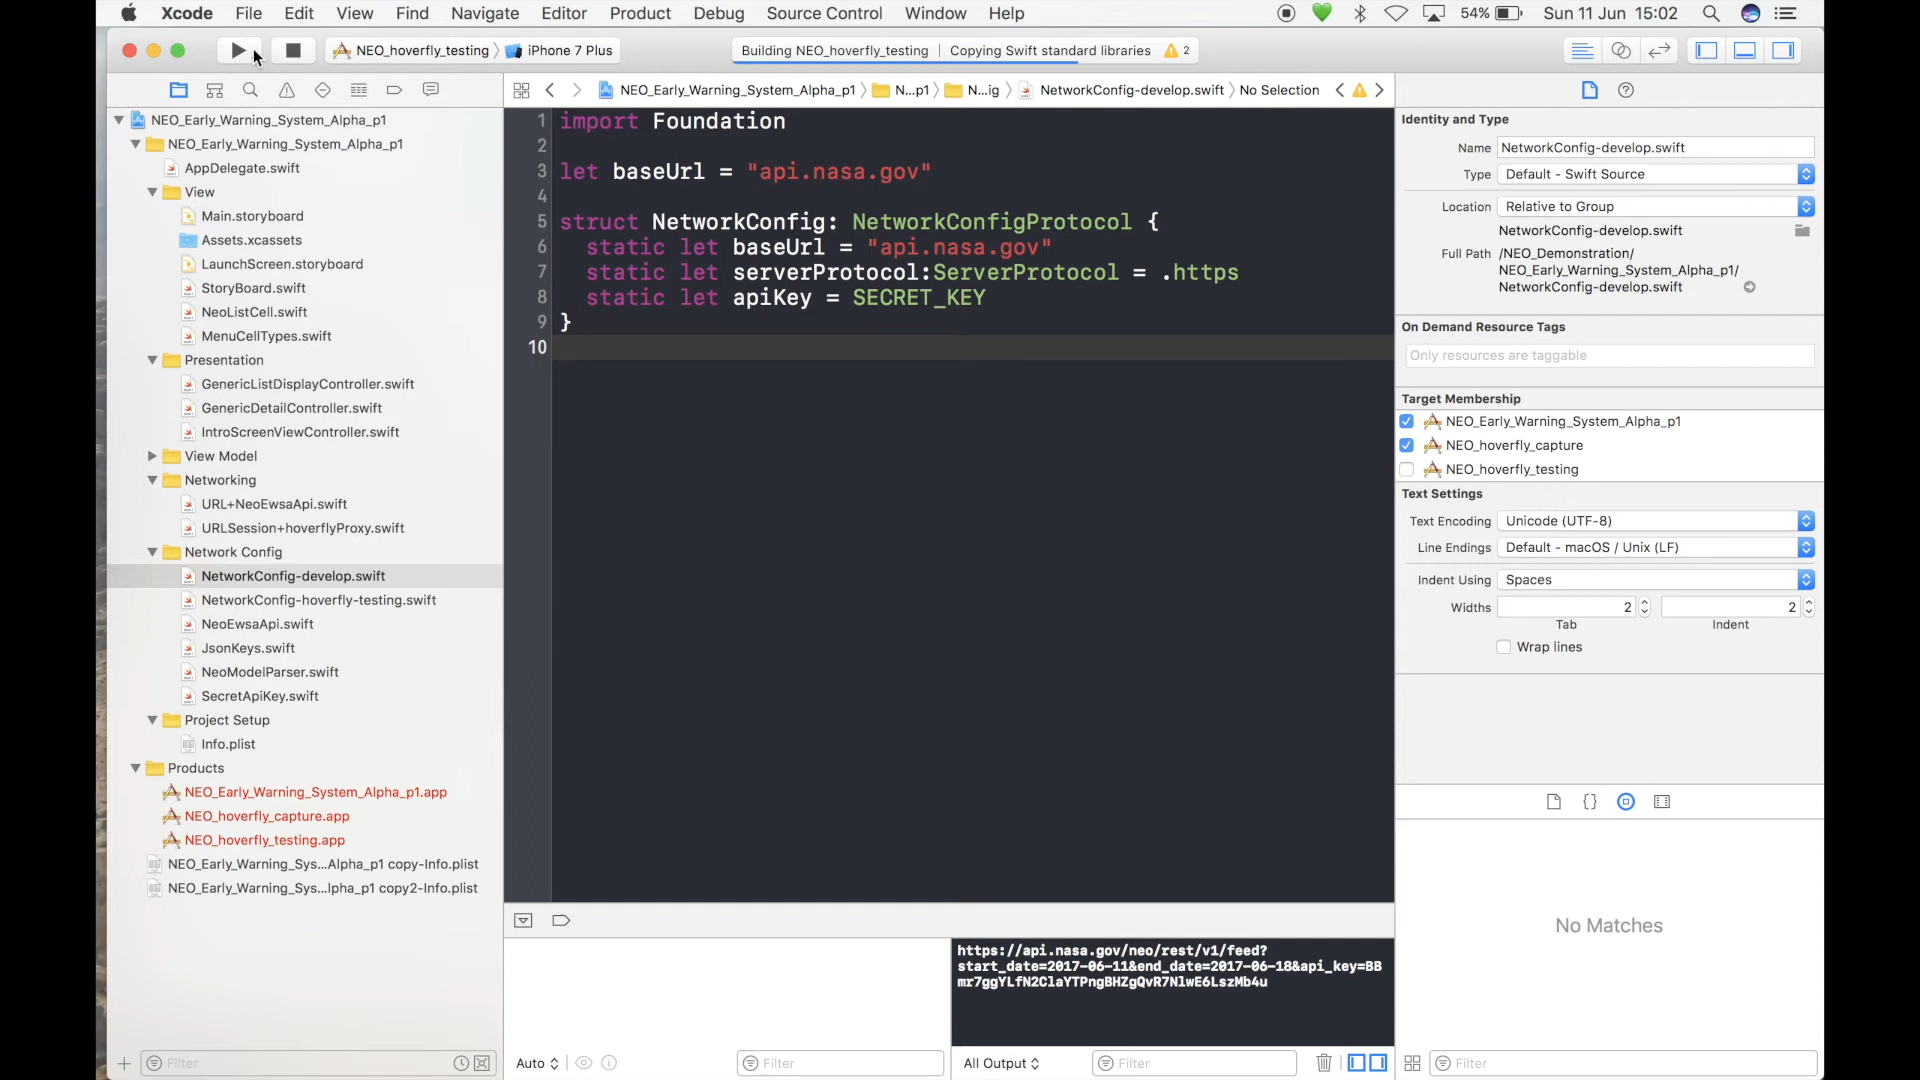 Xcode File Edit View Find Navigate Editor Product Debug Source Control Window Help 54% Sun 11 Jun 15:02
NEO_hoverfly_testing iPhone 7 Plus
Building NEO_hoverfly_testing | Copying Swift standard libraries 2
NEO_Early_Warning_System_Alpha_p1 N...p1 N...ig NetworkConfig-develop.swift No Selection
NEO_Early_Warning_System_Alpha_p1
NEO_Early_Warning_System_Alpha_p1
AppDelegate.swift
View
Main.storyboard
Assets.xcassets
LaunchScreen.storyboard
StoryBoard.swift
NeoListCell.swift
MenuCellTypes.swift
Presentation
GenericListDisplayController.swift
GenericDetailController.swift
IntroScreenViewController.swift
View Model
Networking
URL+NeoEwsaApi.swift
URLSession+hoverflyProxy.swift
Network Config
NetworkConfig-develop.swift
NetworkConfig-hoverfly-testing.swift
NeoEwsaApi.swift
JsonKeys.swift
NeoModelParser.swift
SecretApiKey.swift
Project Setup
Info.plist
Products
NEO_Early_Warning_System_Alpha_p1.app
NEO_hoverfly_capture.app
NEO_hoverfly_testing.app
NEO_Early_Warning_Sys...Alpha_p1 copy-Info.plist
NEO_Early_Warning_Sys...lpha_p1 copy2-Info.plist
Filter
1 import Foundation
2
3 let baseUrl = "api.nasa.gov"
4
5 struct NetworkConfig: NetworkConfigProtocol {
6 static let baseUrl = "api.nasa.gov"
7 static let serverProtocol:ServerProtocol = .https
8 static let apiKey = SECRET_KEY
9 }
10
https://api.nasa.gov/neo/rest/v1/feed?
start_date=2017-06-11&end_date=2017-06-18&api_key=BB
mr7ggYLfN2ClaYTPngBHZgQvR7NlwE6LszMb4u
Auto Filter All Output Filter
Identity and Type
Name NetworkConfig-develop.swift
Type Default - Swift Source
Location Relative to Group
NetworkConfig-develop.swift
Full Path /NEO_Demonstration/
NEO_Early_Warning_System_Alpha_p1/
NetworkConfig-develop.swift
On Demand Resource Tags
Only resources are taggable
Target Membership
NEO_Early_Warning_System_Alpha_p1
NEO_hoverfly_capture
NEO_hoverfly_testing
Text Settings
Text Encoding Unicode (UTF-8)
Line Endings Default - macOS / Unix (LF)
Indent Using Spaces
Widths 2 2
Tab Indent
Wrap lines
No Matches
Filter